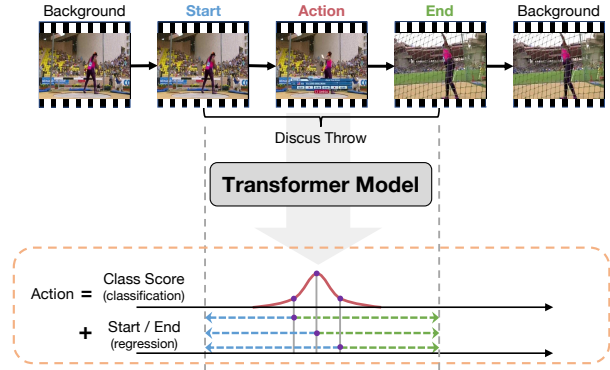 Background
Start
Action
End
Background
Discus Throw
Transformer Model
Action =
Class Score
(classification)
+
Start / End
(regression)